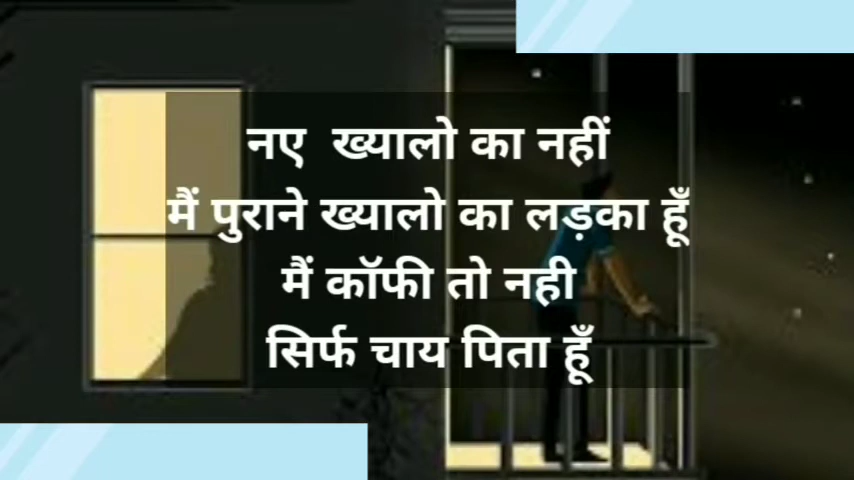 नए ख्यालो का नहीं
मैं पुराने ख्यालो का लड़का हूँ
मैं कॉफी तो नही
सिर्फ चाय पिता हूँ